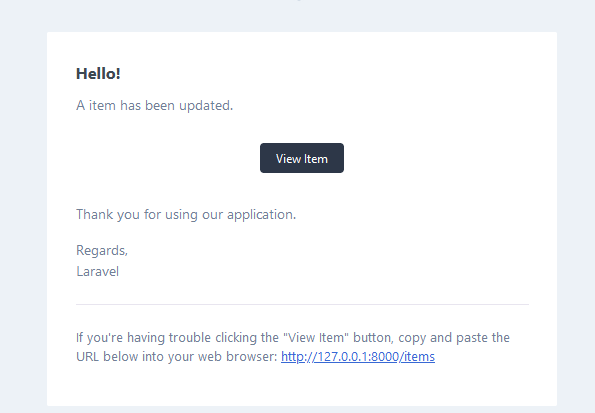 Hello!
A item has been updated.
View Item
Thank you for using our application.
Regards,
Laravel
If you're having trouble clicking the "View Item" button, copy and paste the
URL below into your web browser: http://127.0.0.1:8000/items